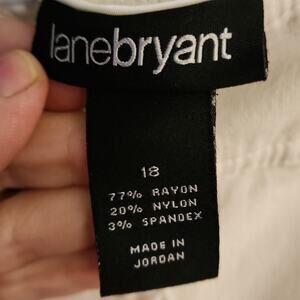 lanebryant
18
77% RAYON
20% NYLON
3% SPANDEX
MADE IN
JORDAN